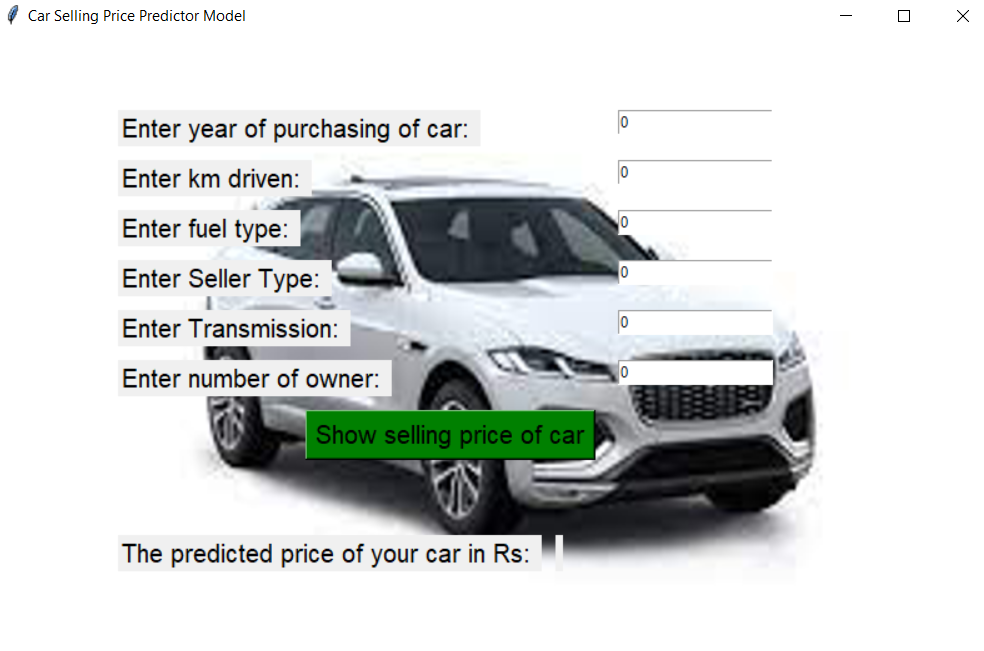 Car Selling Price Predictor Model
Enter year of purchasing of car: 0
Enter km driven: 0
Enter fuel type: 0
Enter Seller Type: 0
Enter Transmission: 0
Enter number of owner: 0
Show selling price of car
The predicted price of your car in Rs: